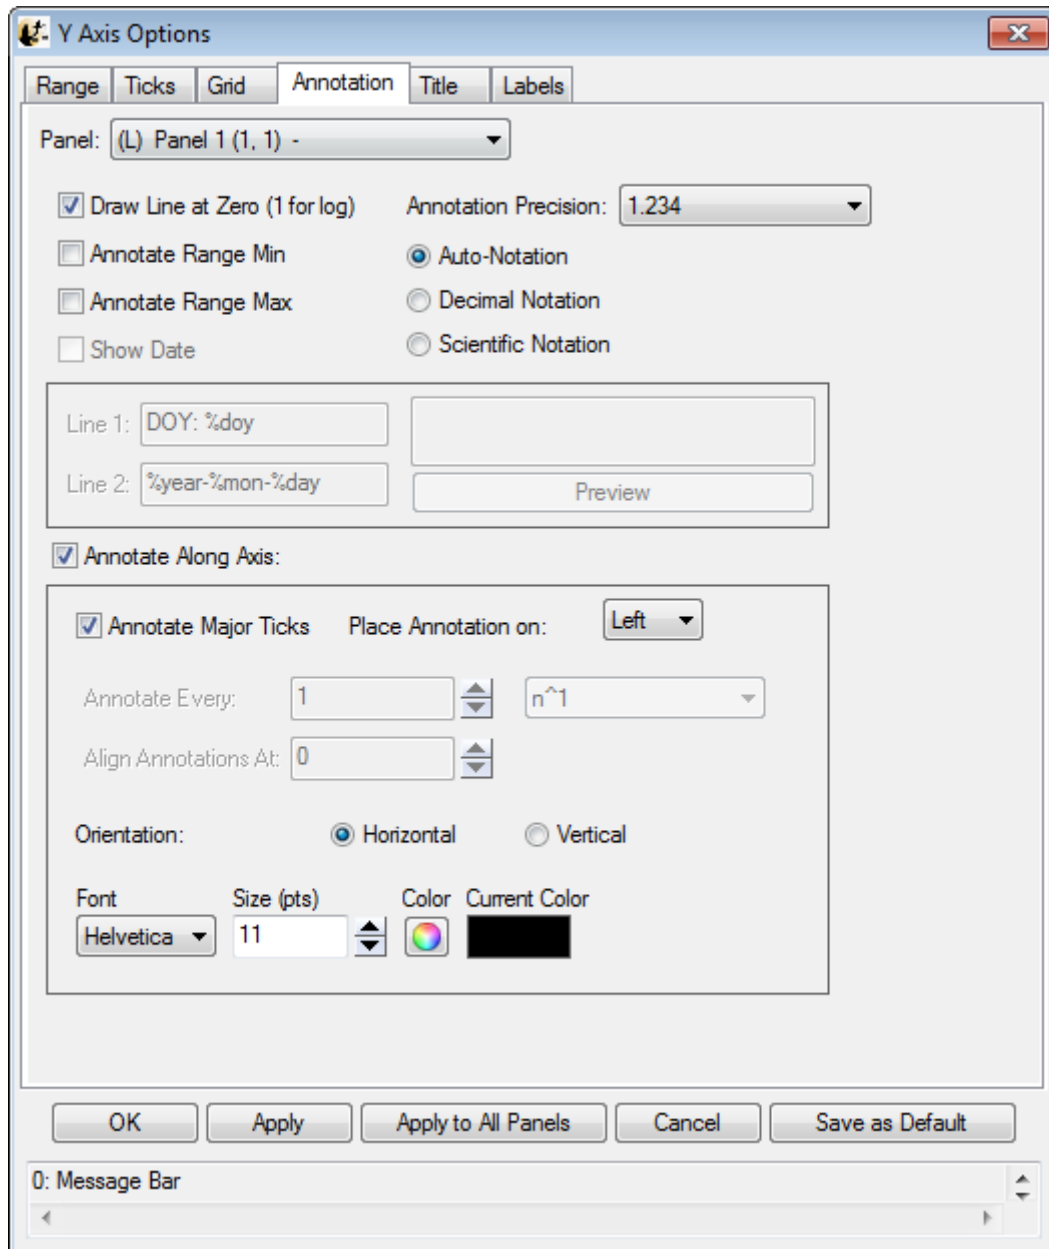 Y Axis Options
Range Ticks Grid Annotation Title Labels
Panel: (L) Panel 1 (1, 1) -
Draw Line at Zero (1 for log) Annotation Precision: 1.234
Annotate Range Min Auto-Notation
Annotate Range Max Decimal Notation
Show Date Scientific Notation
Line 1: DOY: %doy
Line 2: %year-%mon-%day Preview
Annotate Along Axis:
Annotate Major Ticks Place Annotation on: Left
Annotate Every: 1 n^1
Align Annotations At: 0
Orientation: Horizontal Vertical
Font Size (pts) Color Current Color
Helvetica 11
OK Apply Apply to All Panels Cancel Save as Default
0: Message Bar